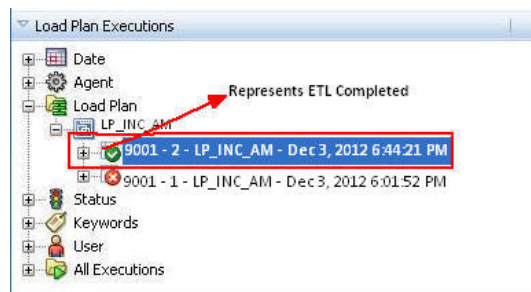 Load Plan Executions
Date
Agent
Represents ETL Completed
Load Plan
LP_INC_AM
9001 - 2 - LP_INC_AM - Dec 3, 2012 6:44:21 PM
9001 - 1 - LP_INC_AM - Dec 3, 2012 6:01:52 PM
Status
Keywords
User
All Executions